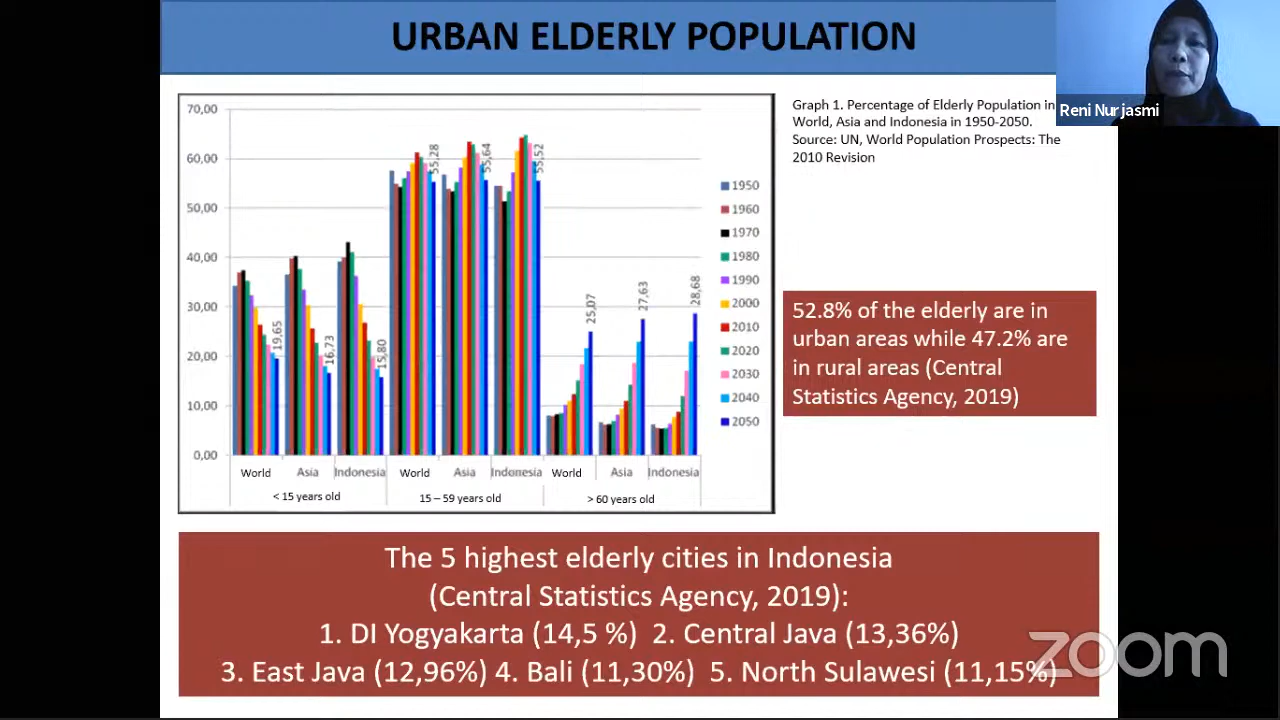 URBAN ELDERLY POPULATION
Reni Nurjasmi
Graph 1. Percentage of Elderly Population in
World, Asia and Indonesia in 1950-2050.
Source: UN, World Population Prospects: The
2010 Revision
70,00
60,00
50,00
40,00
30,00
20,00
10,00
0,00
19,65
16,73
15,80
55,28
55,64
55,52
25,07
27,63
28,68
World Asia Indonesia World Asia Indonesia World Asia Indonesia
< 15 years old 15 – 59 years old > 60 years old
1950
1960
1970
1980
1990
2000
2010
2020
2030
2040
2050
52.8% of the elderly are in
urban areas while 47.2% are
in rural areas (Central
Statistics Agency, 2019)
The 5 highest elderly cities in Indonesia
(Central Statistics Agency, 2019):
1. DI Yogyakarta (14,5 %) 2. Central Java (13,36%)
3. East Java (12,96%) 4. Bali (11,30%) 5. North Sulawesi (11,15%)
zoom